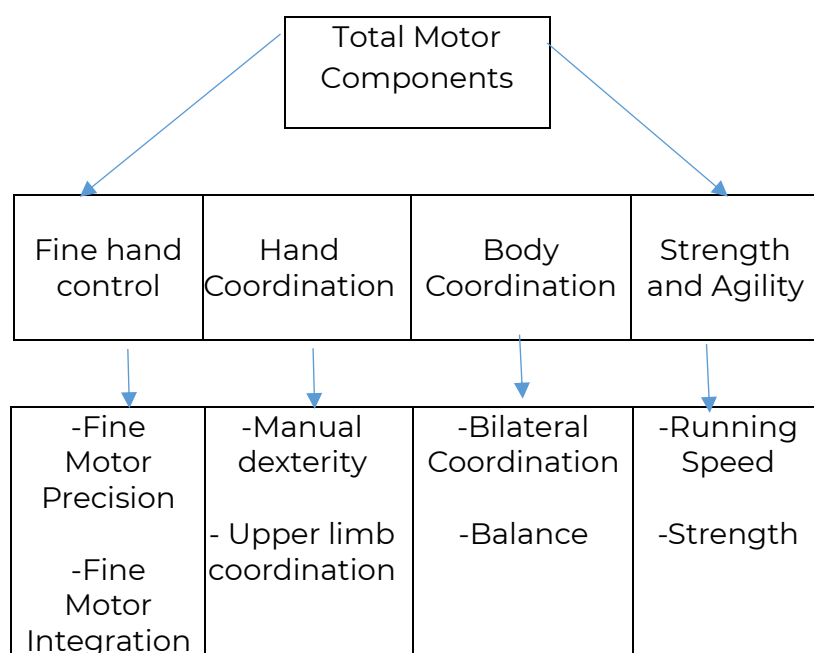 Total Motor
Components
Fine hand
control
Hand
Coordination
Body
Coordination
Strength
and Agility
-Fine
Motor
Precision
-Fine
Motor
Integration
-Manual
dexterity
- Upper limb
coordination
-Bilateral
Coordination
-Balance
-Running
Speed
-Strength